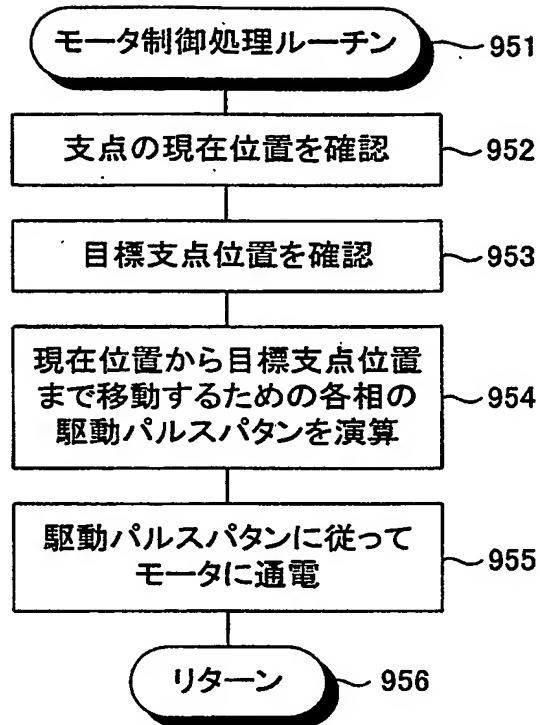 モータ制御処理ルーチン
951
支点の現在位置を確認
952
目標支点位置を確認
953
現在位置から目標支点位置
まで移動するための各相の
駆動パルスパタンを演算
954
駆動パルスパタンに従って
モータに通電
955
リターン
956